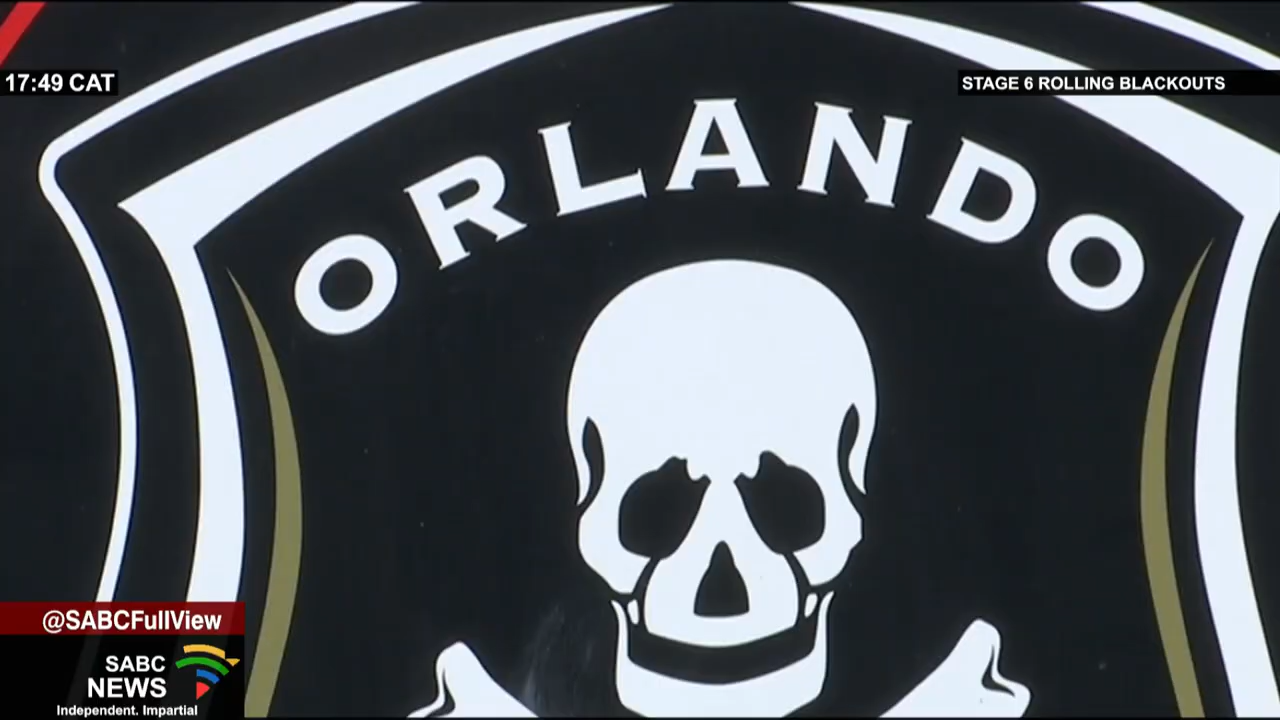 17:49 CAT
STAGE 6 ROLLING BLACKOUTS
ORLANDO
@SABCFullView
SABC
NEWS
Independent. Impartial